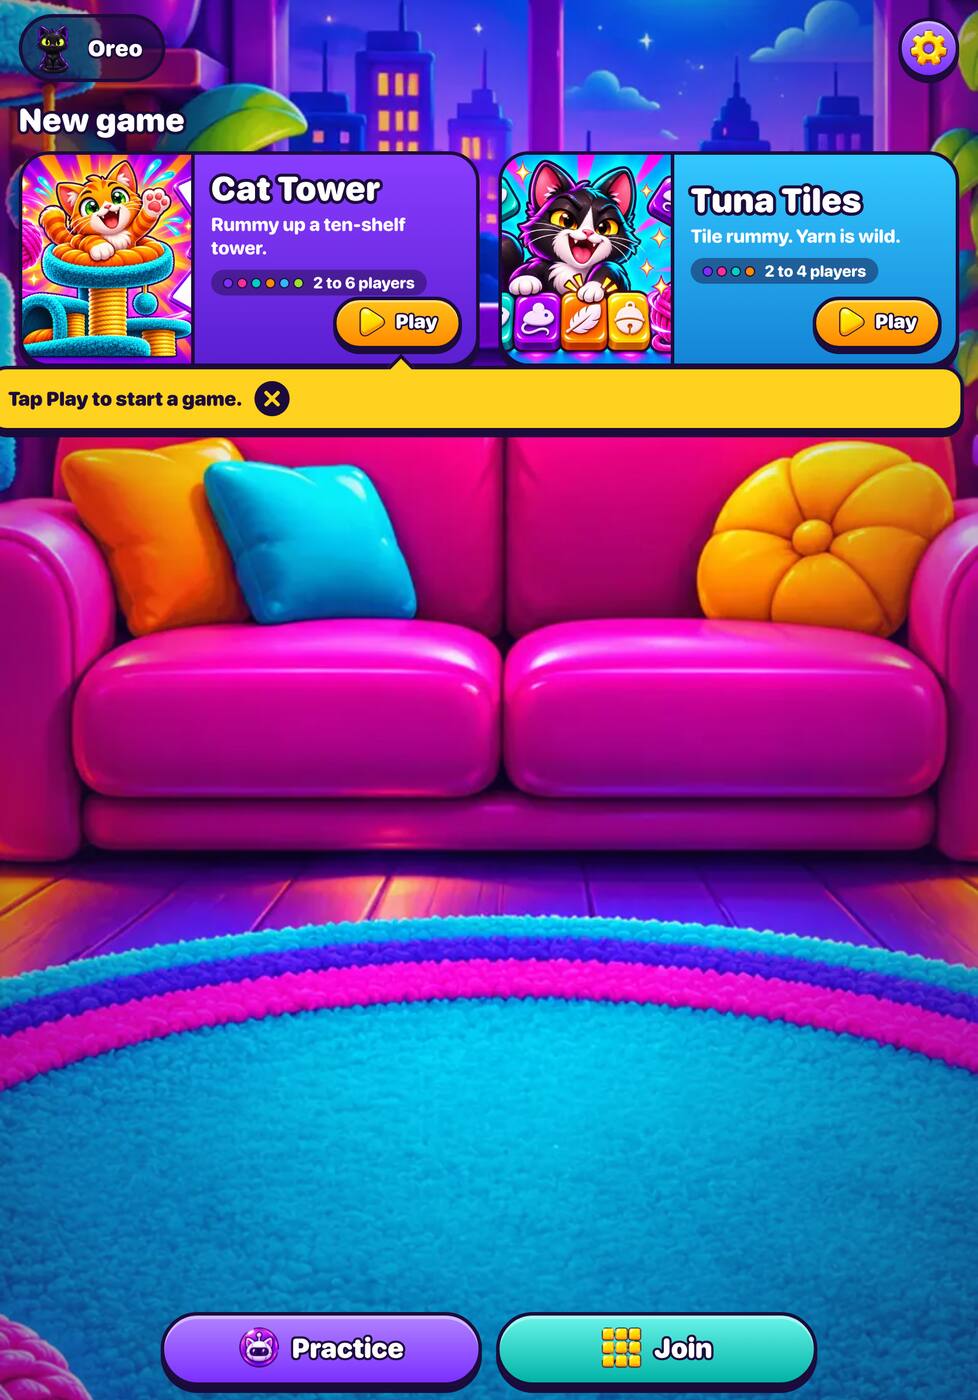 Oreo
New game
Cat Tower
Rummy up a ten-shelf
tower.
2 to 6 players
Play
Tuna Tiles
Tile rummy. Yarn is wild.
2 to 4 players
Play
Tap Play to start a game.
Practice
Join